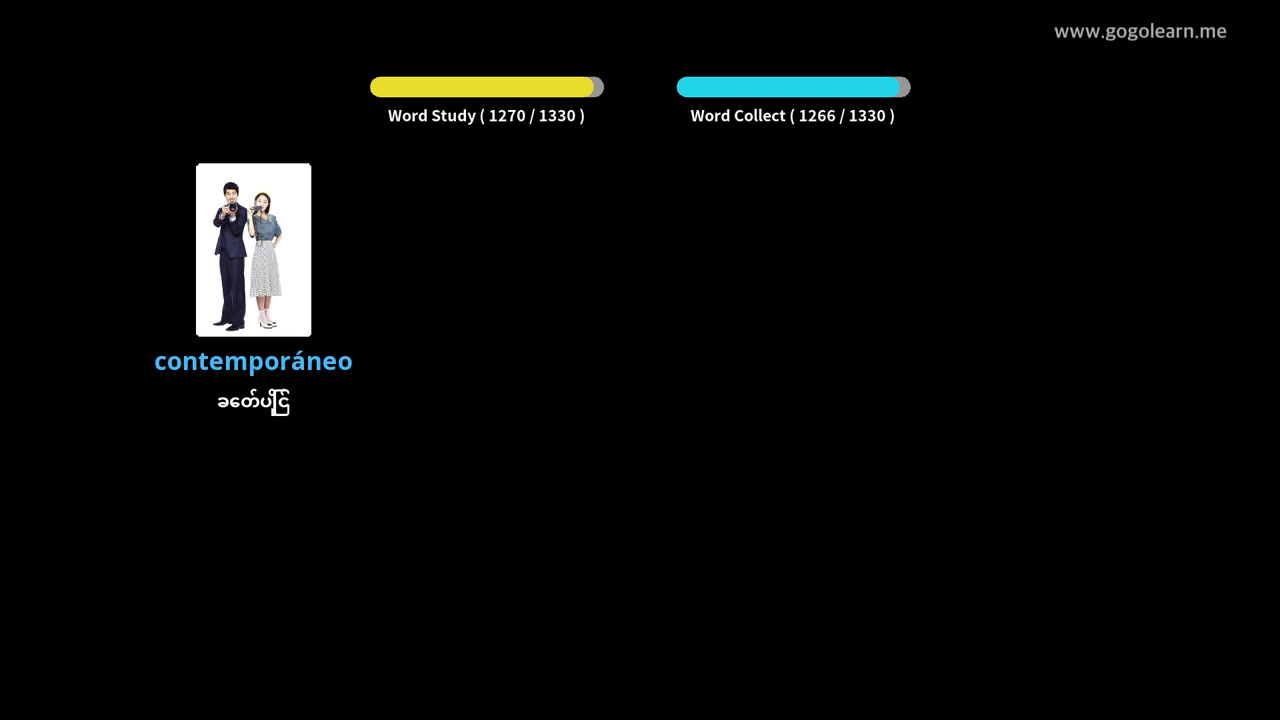 www.gogolearn.me
Word Study ( 1270 / 1330 )
Word Collect ( 1266 / 1330 )
contemporáneo
ခေတ်ပြိုင်